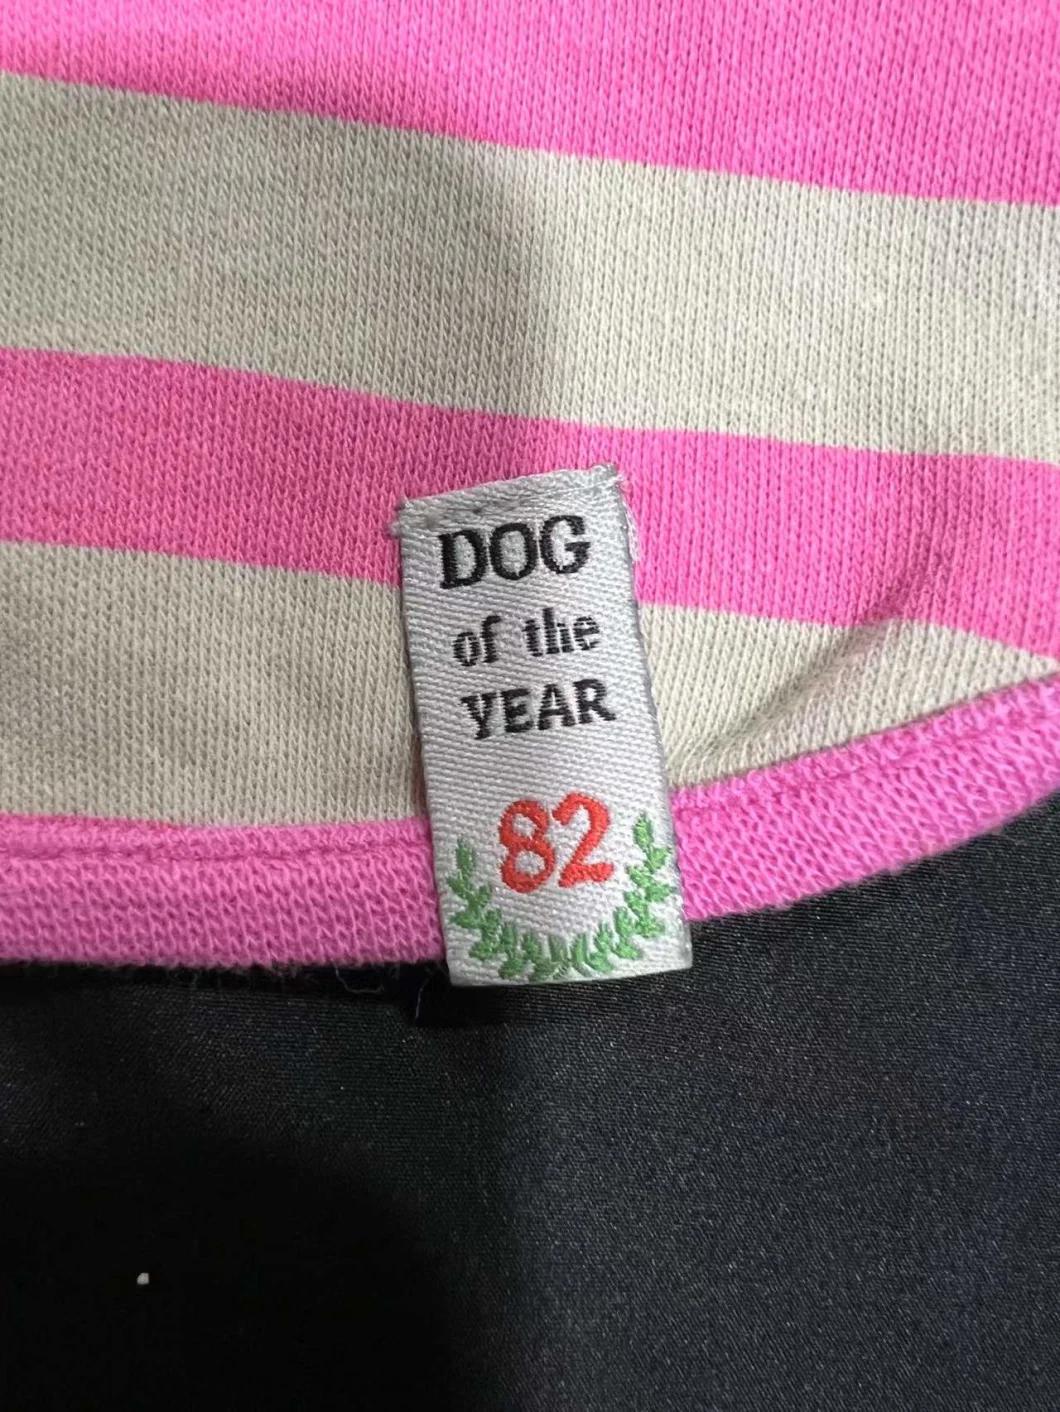 DOG
of the
YEAR
82